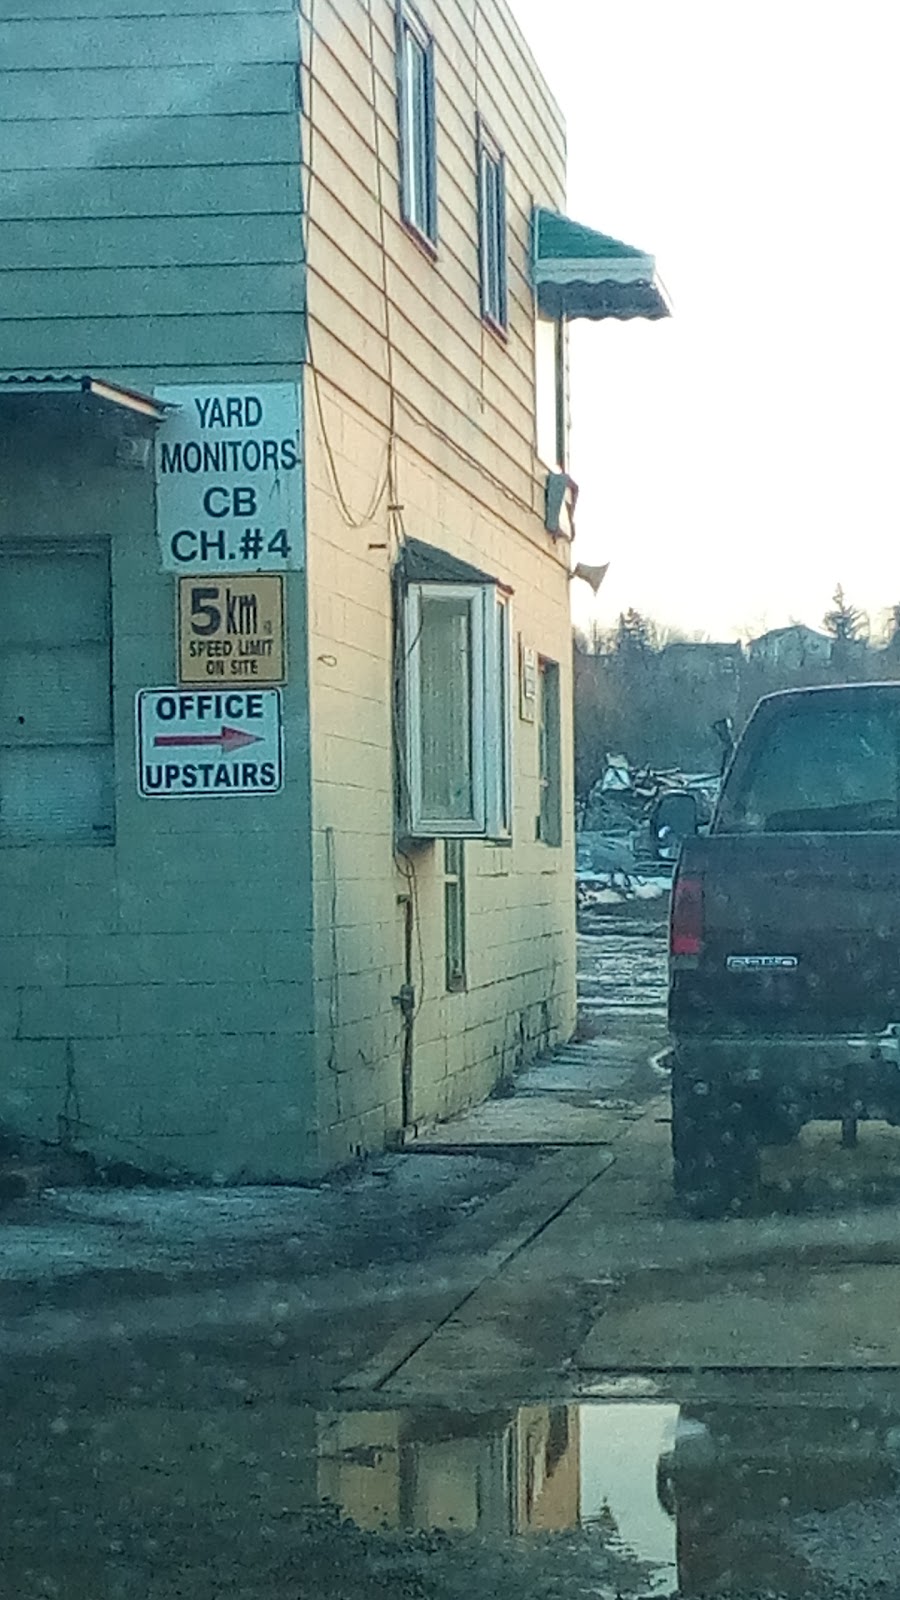 YARD
MONITORS
CB
CH.#4
5km
SPEED LIMIT
ON SITE
OFFICE
UPSTAIRS